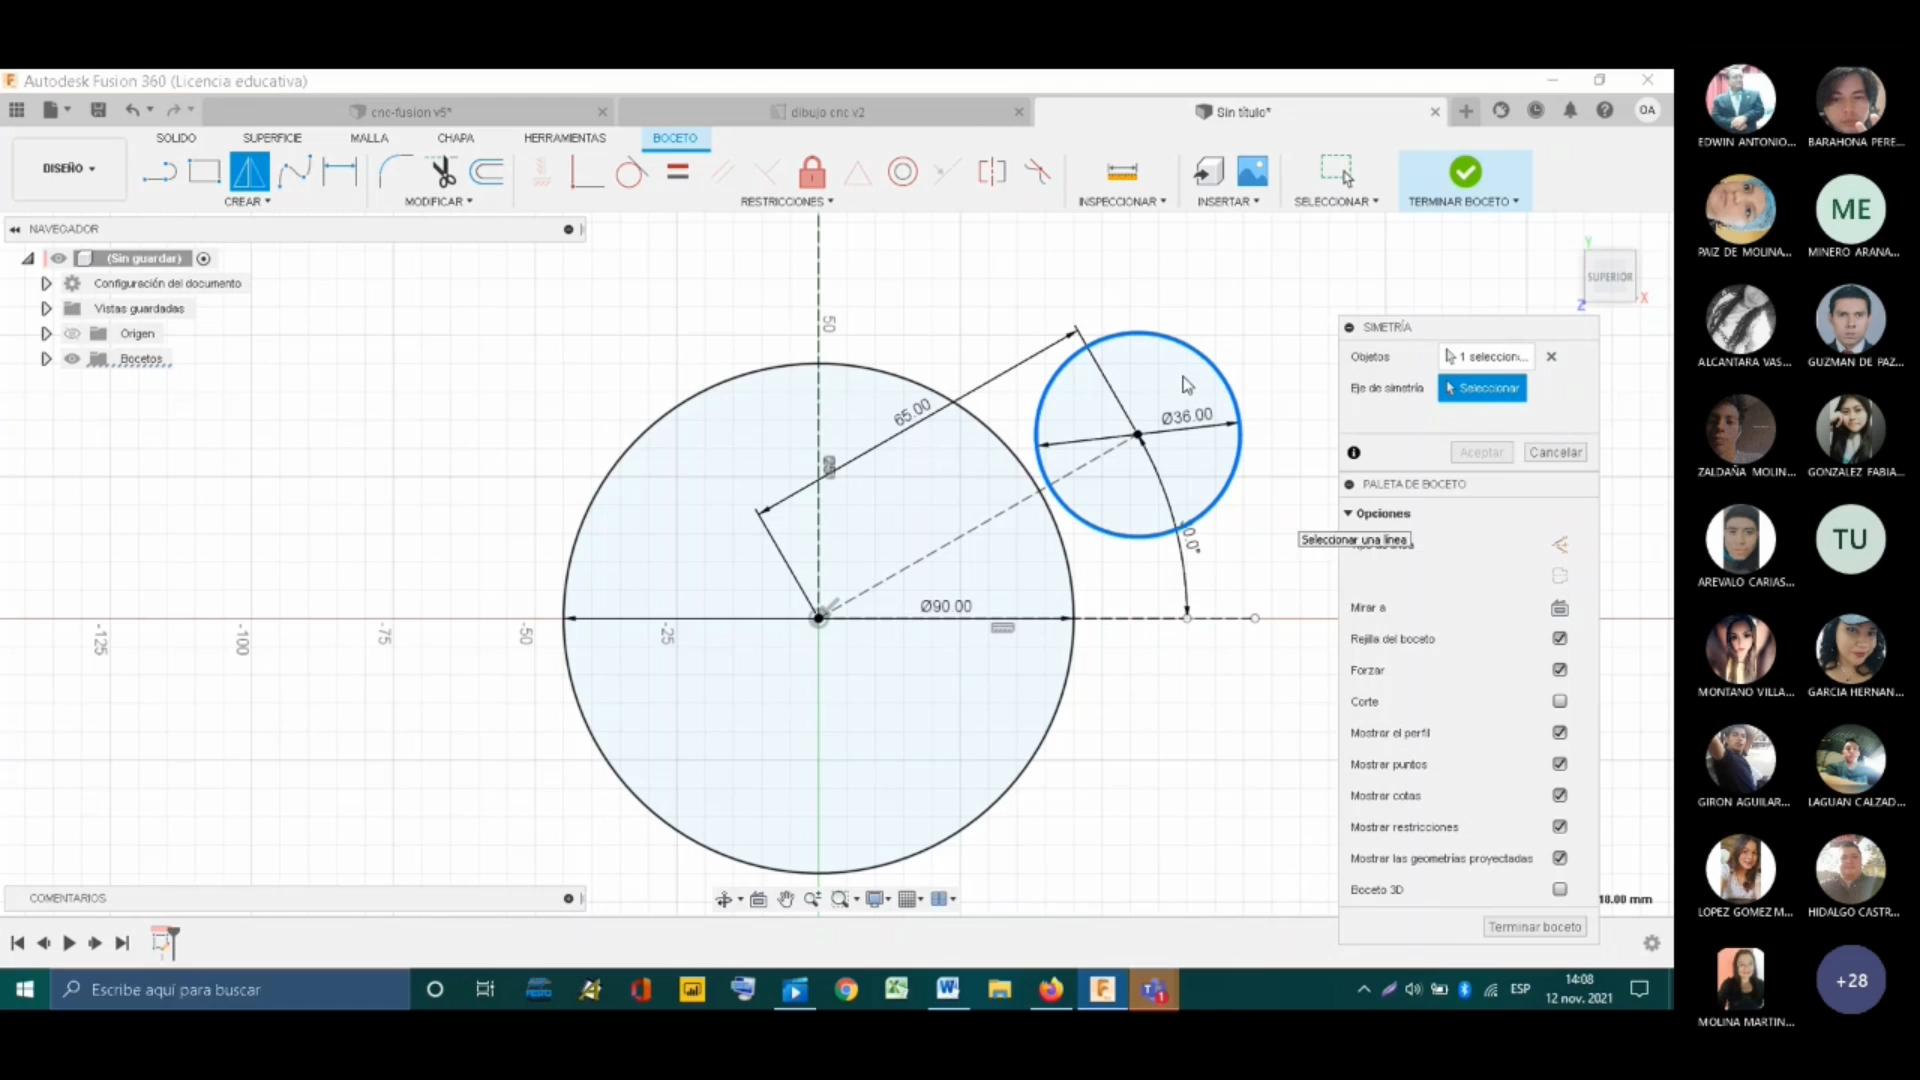 Autodesk Fusion 360 (Licencia educativa)
cnc-fusion v5*
dibujo cnc v2
Sin título*
OA
DISEÑO
SOLIDO
SUPERFICIE
MALLA
CHAPA
HERRAMIENTAS
BOCETO
CREAR
MODIFICAR
RESTRICCIONES
INSPECCIONAR
INSERTAR
SELECCIONAR
TERMINAR BOCETO
NAVEGADOR
(Sin guardar)
Configuración del documento
Vistas guardadas
Origen
Bocetos
50
65.00
Ø36.00
Ø90.00
-125
-100
-75
-50
-25
SUPERIOR
Y
X
Z
SIMETRÍA
Objetos
1 seleccion...
Eje de simetría
Seleccionar
Aceptar
Cancelar
PALETA DE BOCETO
Opciones
Seleccionar una línea
Mirar a
Rejilla del boceto
Forzar
Corte
Mostrar el perfil
Mostrar puntos
Mostrar cotas
Mostrar restricciones
Mostrar las geometrías proyectadas
Boceto 3D
Terminar boceto
18.00 mm
COMENTARIOS
Escribe aquí para buscar
ESP
14:08
12 nov. 2021
EDWIN ANTONIO...
BARAHONA PERE...
PAIZ DE MOLINA...
ME
MINERO ARANA...
ALCANTARA VAS...
GUZMAN DE PAZ...
ZALDAÑA MOLIN...
GONZALEZ FABIA...
AREVALO CARIAS...
TU
MONTANO VILLA...
GARCIA HERNAN...
GIRON AGUILAR...
LAGUAN CALZAD...
LOPEZ GOMEZ M...
HIDALGO CASTR...
MOLINA MARTIN...
+28